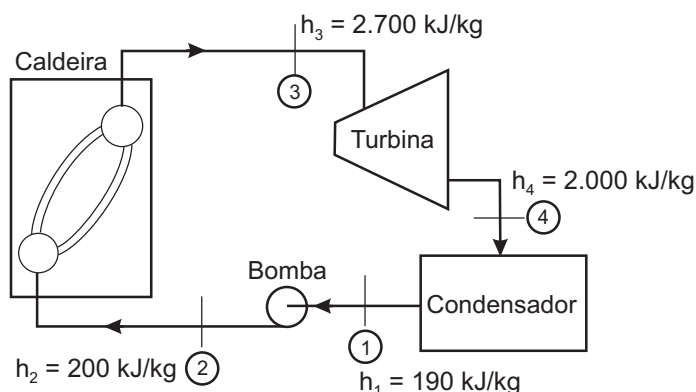 h₃ = 2.700 kJ/kg
Caldeira
3
Turbina
h₄ = 2.000 kJ/kg
4
Bomba
Condensador
1
h₂ = 200 kJ/kg
2
h₁ = 190 kJ/kg